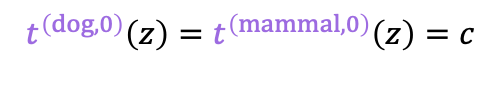 t^(dog,0)(z) = t^(mammal,0)(z) = c